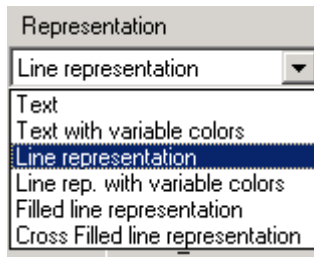 Representation
Line representation
Text
Text with variable colors
Line representation
Line rep. with variable colors
Filled line representation
Cross Filled line representation